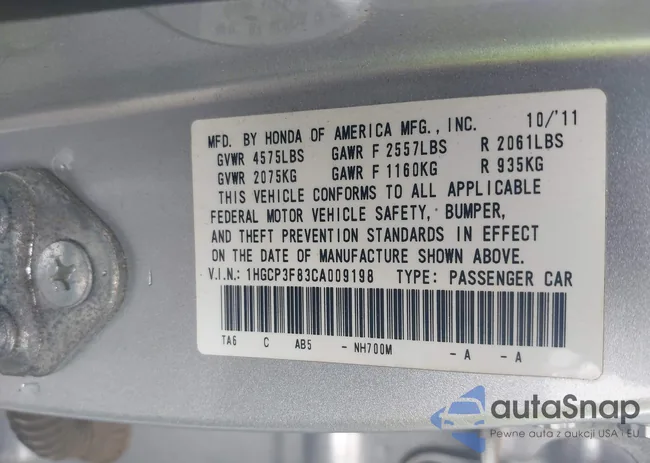 10/'11
MFD. BY HONDA OF AMERICA MFG., INC.
GVWR 4575LBS GAWR F 2557LBS R 2061LBS
GVWR 2075KG GAWR F 1160KG R 935KG
THIS VEHICLE CONFORMS TO ALL APPLICABLE
FEDERAL MOTOR VEHICLE SAFETY, BUMPER,
AND THEFT PREVENTION STANDARDS IN EFFECT
ON THE DATE OF MANUFACTURE SHOWN ABOVE.
V.I.N.: 1HGCP3F83CA009198 TYPE: PASSENGER CAR
TA6 C AB5 - NH700M - A - A
autaSnap
Pewne auta z aukcji USA i EU